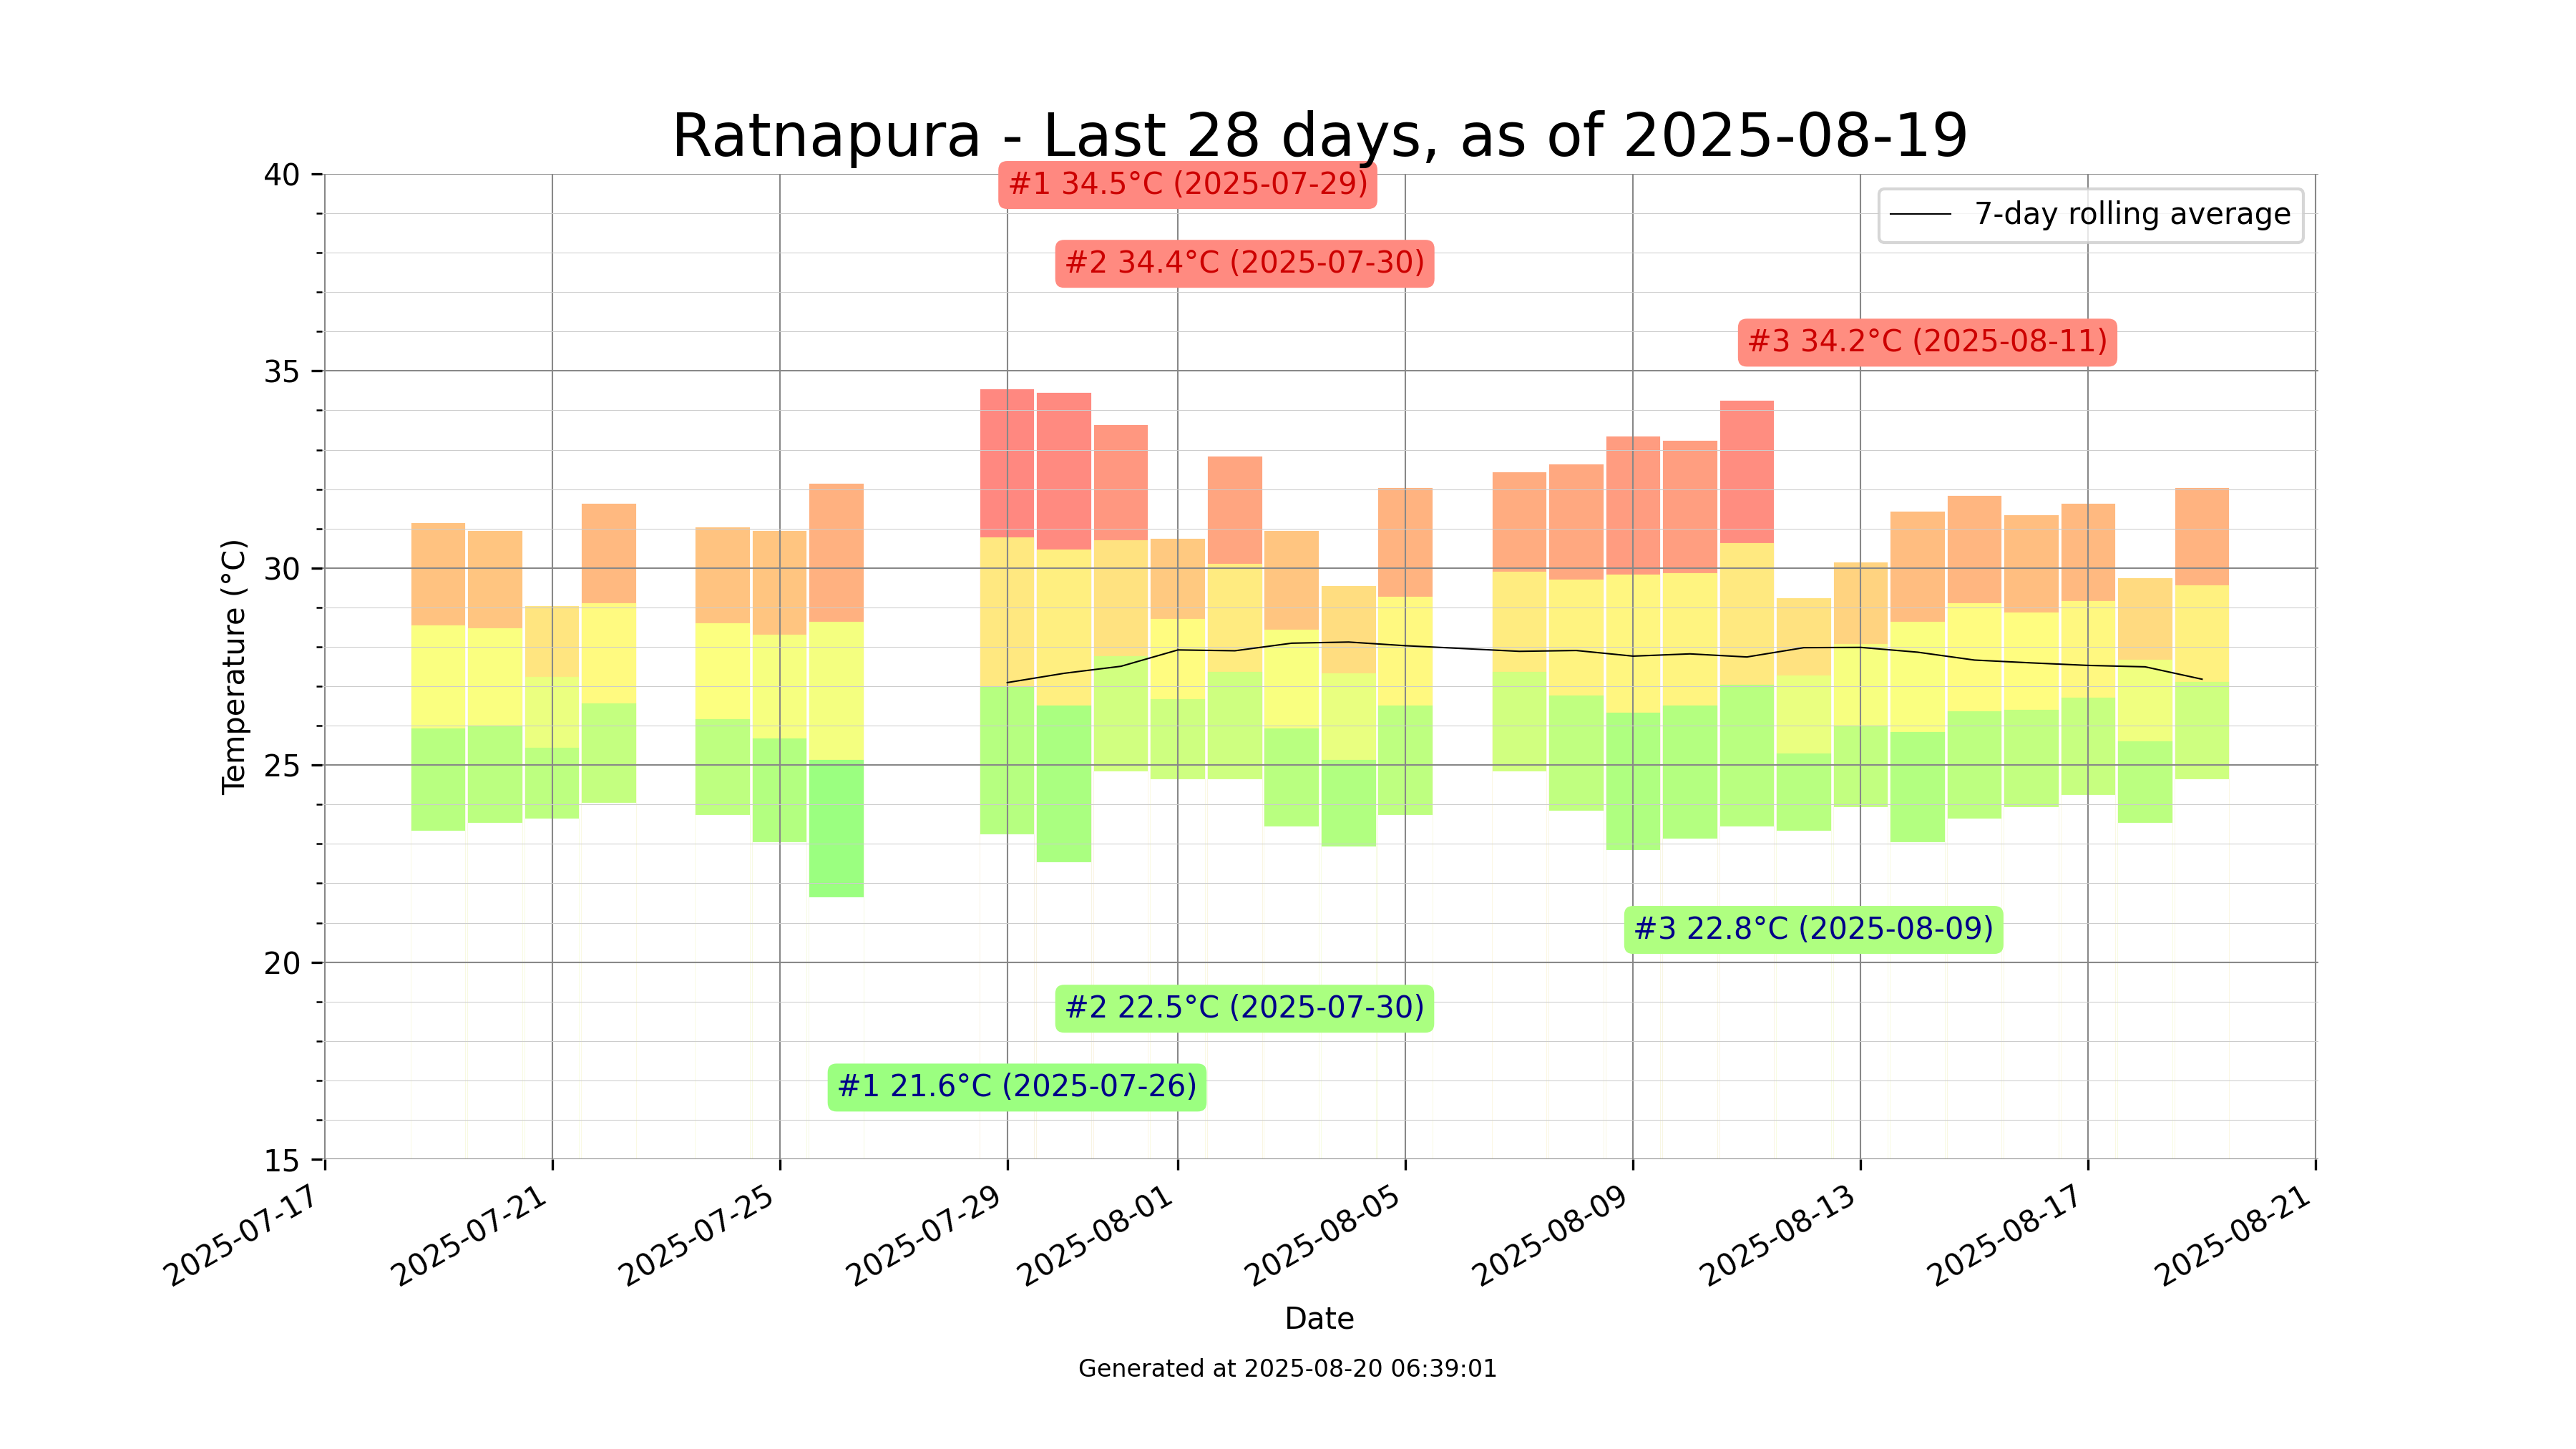 Ratnapura - Last 28 days, as of 2025-08-19
40
#1 34.5°C (2025-07-29)
7-day rolling average
#2 34.4°C (2025-07-30)
#3 34.2°C (2025-08-11)
35
30
Temperature (°C)
25
#3 22.8°C (2025-08-09)
20
#2 22.5°C (2025-07-30)
#1 21.6°C (2025-07-26)
15
2025-07-17
2025-07-21
2025-07-25
2025-07-29
2025-08-01
2025-08-05
2025-08-09
2025-08-13
2025-08-17
2025-08-21
Date
Generated at 2025-08-20 06:39:01